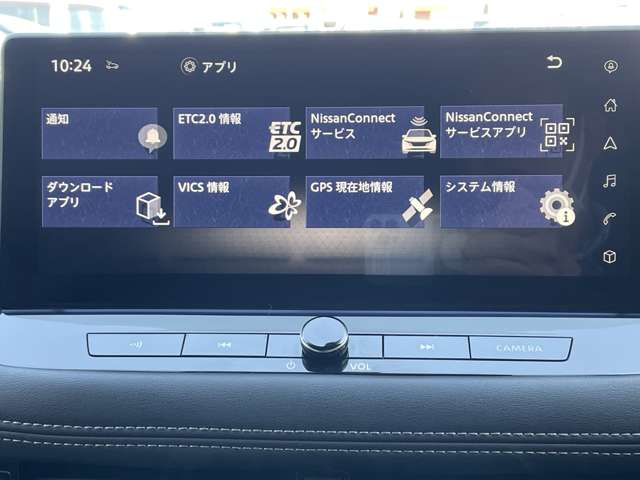 10:24 アプリ
通知
ETC2.0 情報
ETC
2.0
NissanConnect
サービス
NissanConnect
サービスアプリ
ダウンロード
アプリ
VICS 情報
GPS 現在地情報
システム情報
VOL
CAMERA